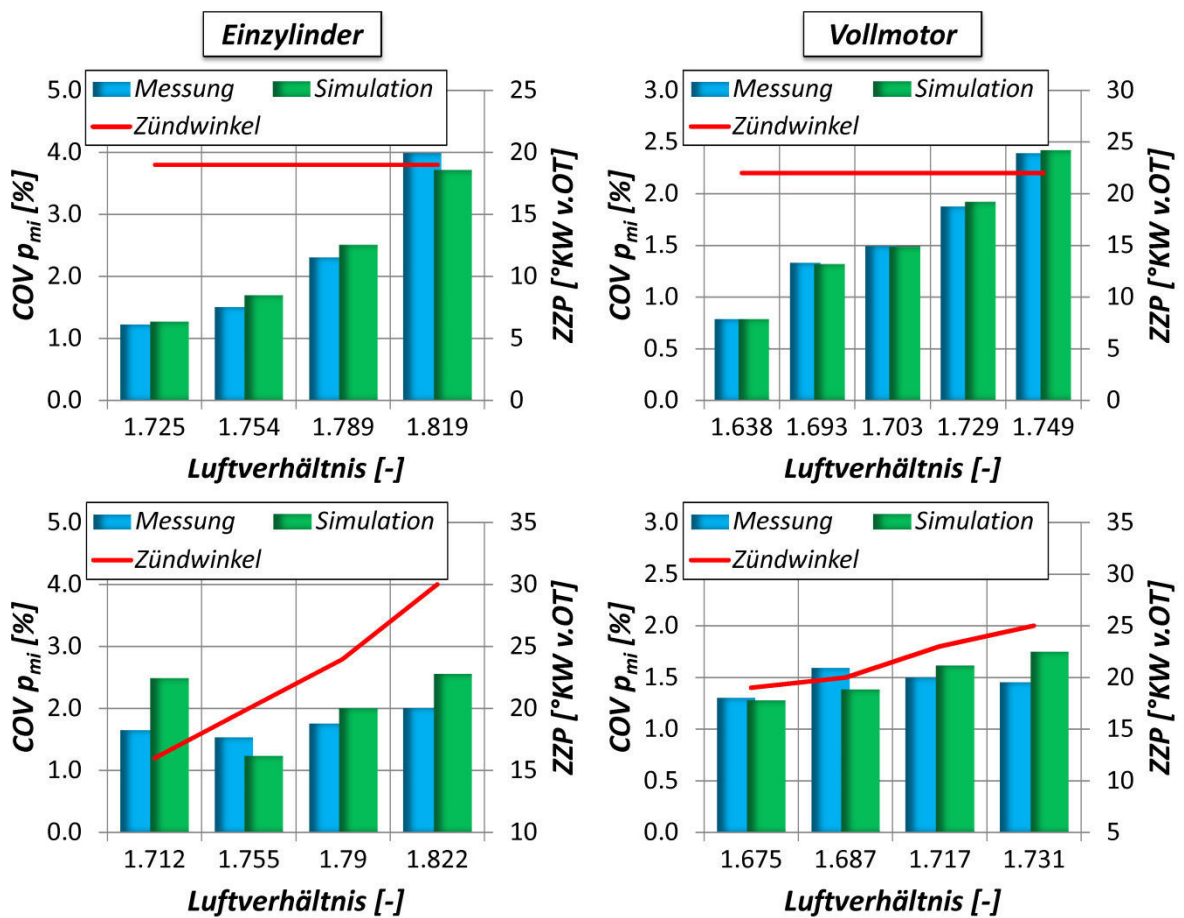 Einzylinder
Vollmotor
Messung
Simulation
Zündwinkel
COV pmi [%]
5.0
4.0
3.0
2.0
1.0
0.0
25
20
15
10
5
0
ZZP [°KW v.OT]
1.725 1.754 1.789 1.819
Luftverhältnis [-]
Messung
Simulation
Zündwinkel
COV pmi [%]
3.0
2.5
2.0
1.5
1.0
0.5
0.0
30
25
20
15
10
5
0
ZZP [°KW v.OT]
1.638 1.693 1.703 1.729 1.749
Luftverhältnis [-]
Messung
Simulation
Zündwinkel
COV pmi [%]
5.0
4.0
3.0
2.0
1.0
0.0
35
30
25
20
15
10
ZZP [°KW v.OT]
1.712 1.755 1.79 1.822
Luftverhältnis [-]
Messung
Simulation
Zündwinkel
COV pmi [%]
3.0
2.5
2.0
1.5
1.0
0.5
0.0
35
30
25
20
15
10
5
ZZP [°KW v.OT]
1.675 1.687 1.717 1.731
Luftverhältnis [-]